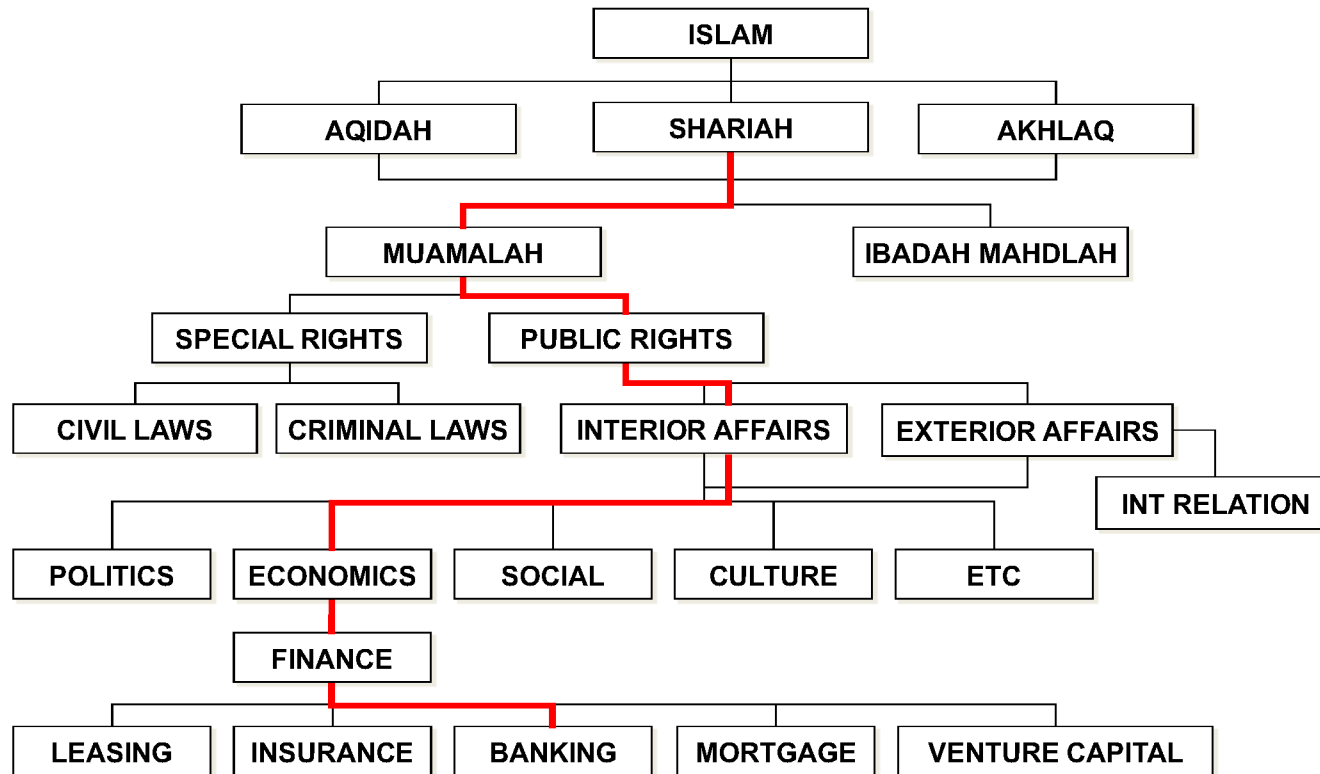 ISLAM
AQIDAH
SHARIAH
AKHLAQ
MUAMALAH
IBADAH MAHDLAH
SPECIAL RIGHTS
PUBLIC RIGHTS
CIVIL LAWS
CRIMINAL LAWS
INTERIOR AFFAIRS
EXTERIOR AFFAIRS
INT RELATION
POLITICS
ECONOMICS
SOCIAL
CULTURE
ETC
FINANCE
LEASING
INSURANCE
BANKING
MORTGAGE
VENTURE CAPITAL